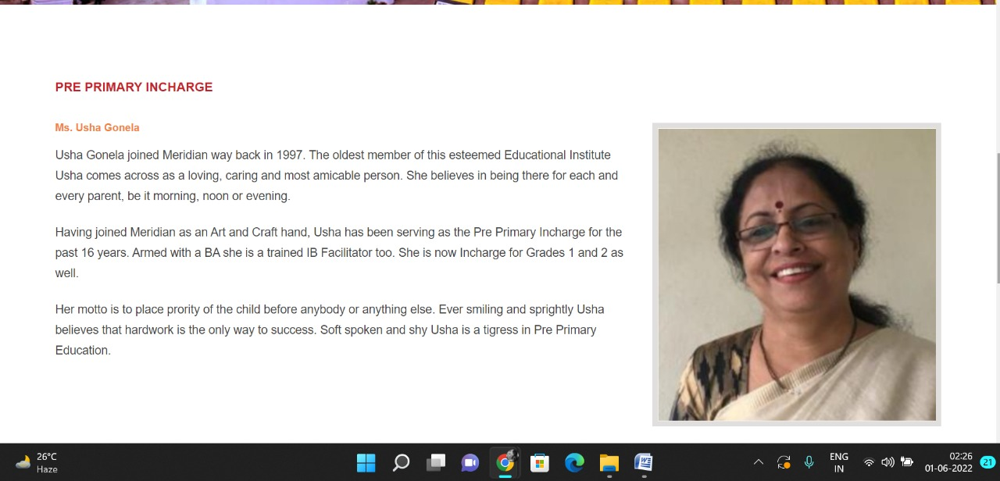 PRE PRIMARY INCHARGE
Ms. Usha Gonela
Usha Gonela joined Meridian way back in 1997. The oldest member of this esteemed Educational Institute
Usha comes across as a loving, caring and most amicable person. She believes in being there for each and
every parent, be it morning, noon or evening.
Having joined Meridian as an Art and Craft hand, Usha has been serving as the Pre Primary Incharge for the
past 16 years. Armed with a BA she is a trained IB Facilitator too. She is now Incharge for Grades 1 and 2 as
well.
Her motto is to place prority of the child before anybody or anything else. Ever smiling and sprightly Usha
believes that hardwork is the only way to success. Soft spoken and shy Usha is a tigress in Pre Primary
Education.
26°C
Haze
ENG
IN
02:26
01-06-2022
21